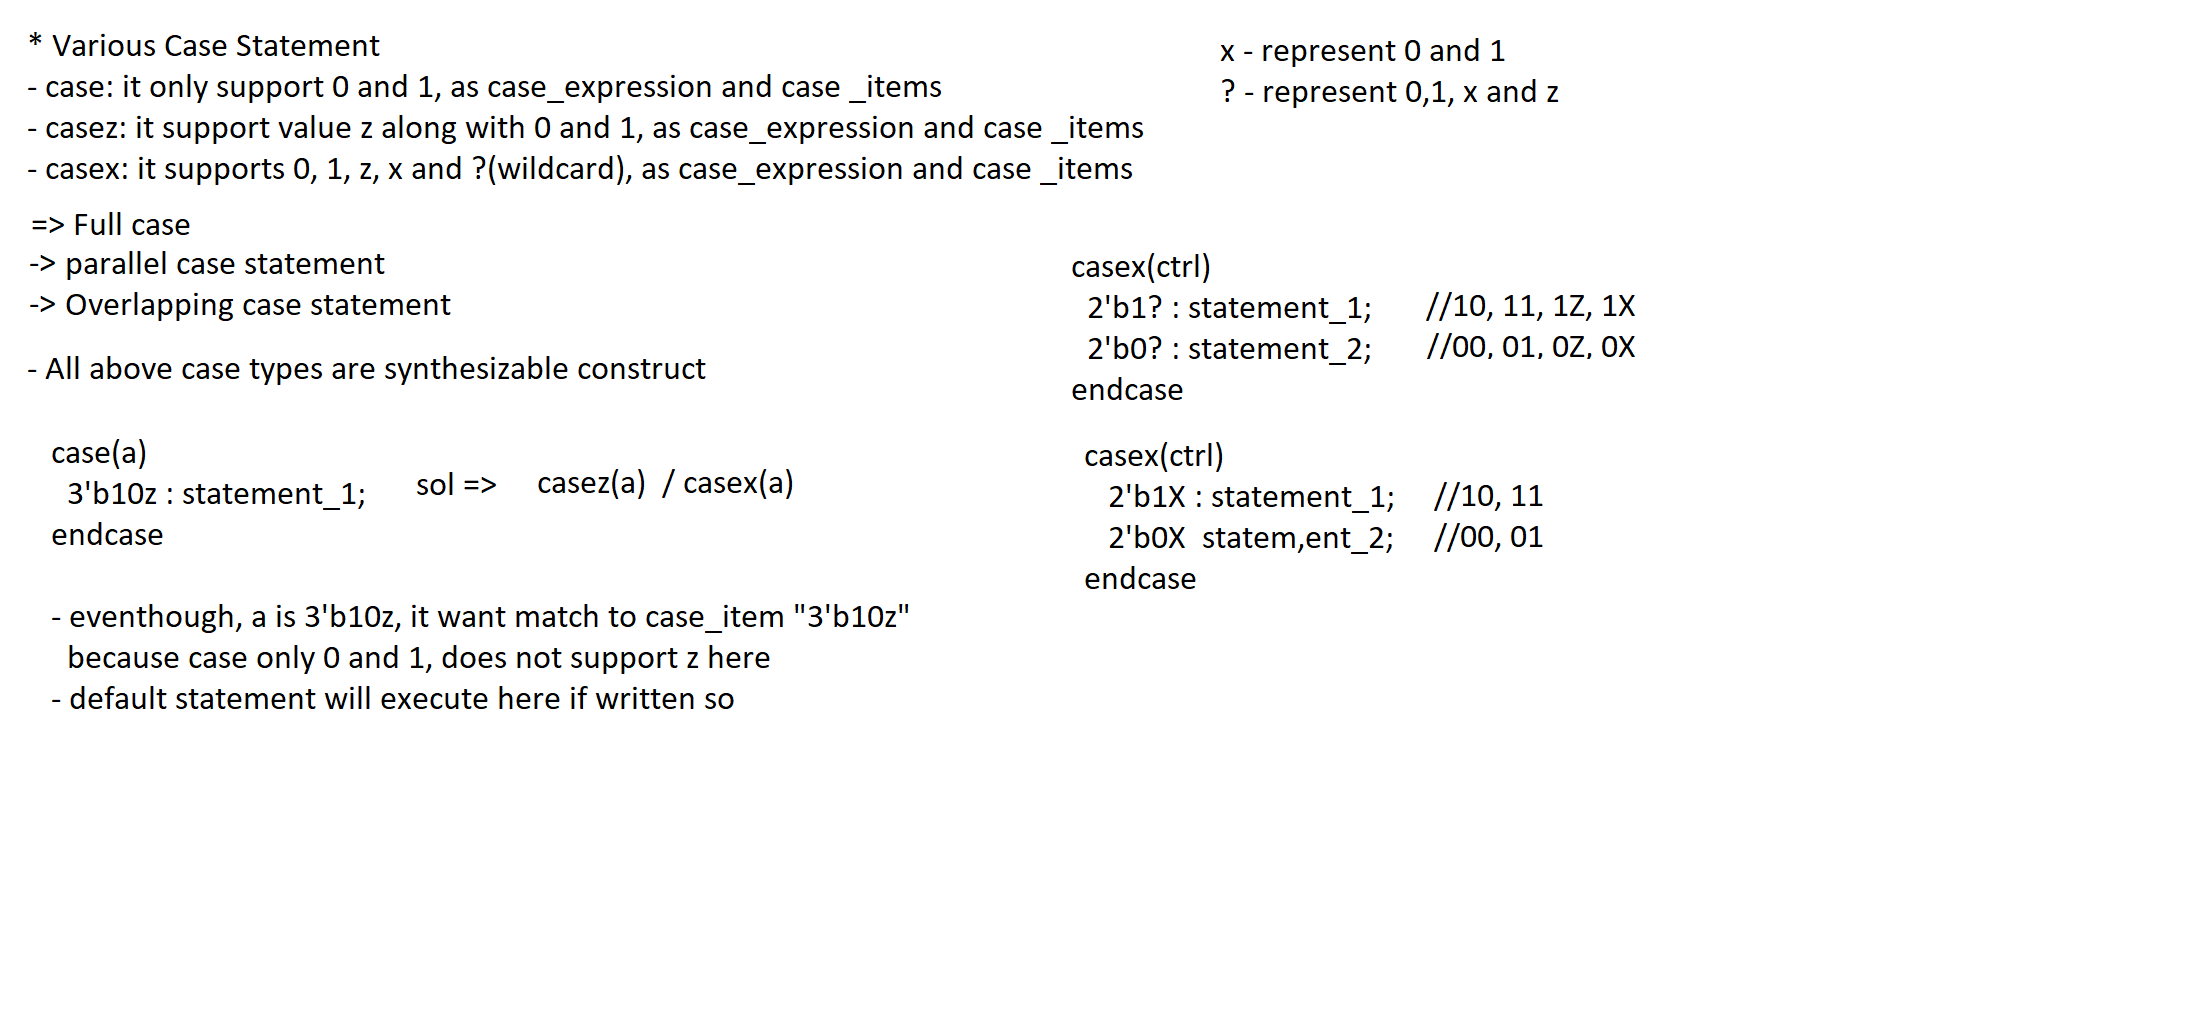 * Various Case Statement
- case: it only support 0 and 1, as case_expression and case _items
- casez: it support value z along with 0 and 1, as case_expression and case _items
- casex: it supports 0, 1, z, x and ?(wildcard), as case_expression and case _items
x - represent 0 and 1
? - represent 0,1, x and z
=> Full case
-> parallel case statement
-> Overlapping case statement
- All above case types are synthesizable construct
casex(ctrl)
2'b1? : statement_1; //10, 11, 1Z, 1X
2'b0? : statement_2; //00, 01, 0Z, 0X
endcase
case(a)
3'b10z : statement_1; sol => casez(a) / casex(a)
endcase
casex(ctrl)
2'b1X : statement_1; //10, 11
2'b0X statem,ent_2; //00, 01
endcase
- eventhough, a is 3'b10z, it want match to case_item "3'b10z"
because case only 0 and 1, does not support z here
- default statement will execute here if written so